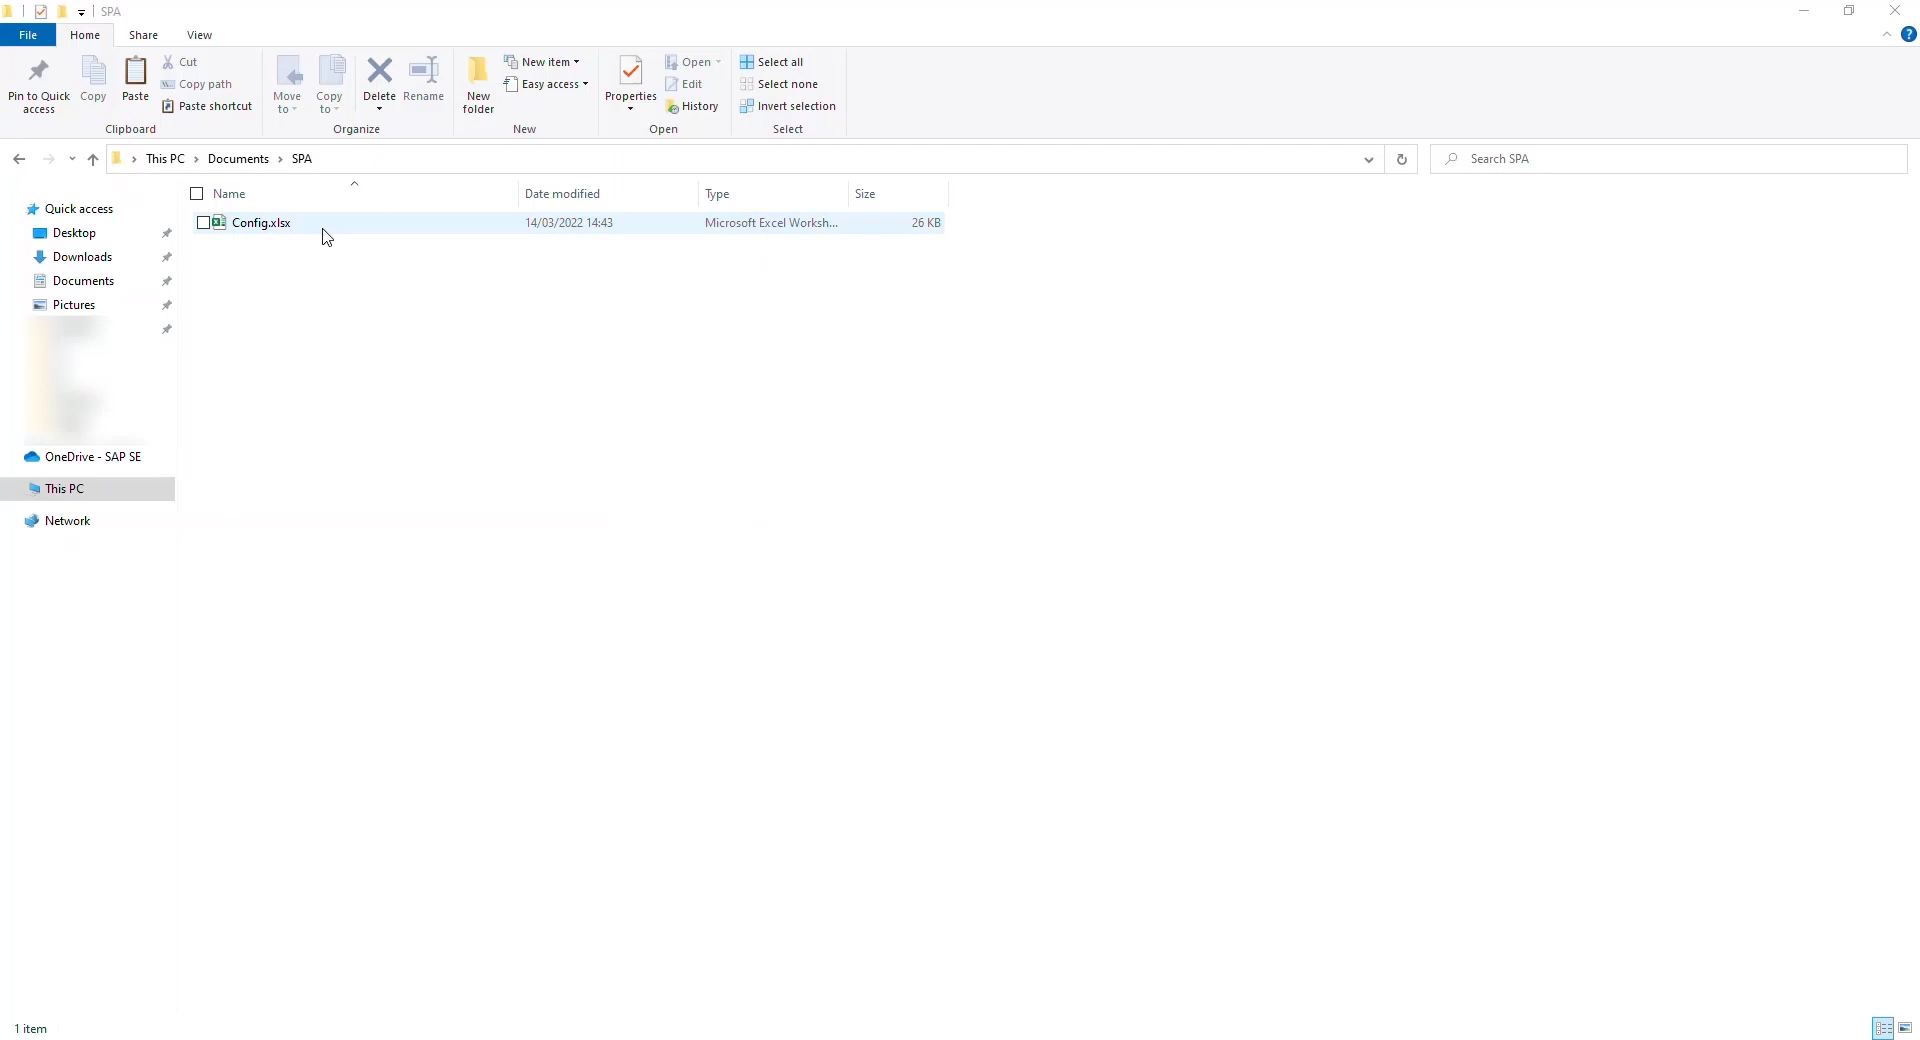 SPA
File Home Share View
Pin to Quick access
Copy
Paste
Cut
Copy path
Paste shortcut
Clipboard
Move to
Copy to
Delete
Rename
Organize
New folder
New item
Easy access
New
Properties
Open
Edit
History
Open
Select all
Select none
Invert selection
Select
This PC Documents SPA
Search SPA
Name Date modified Type Size
Config.xlsx 14/03/2022 14:43 Microsoft Excel Worksh... 26 KB
Quick access
Desktop
Downloads
Documents
Pictures
OneDrive - SAP SE
This PC
Network
1 item